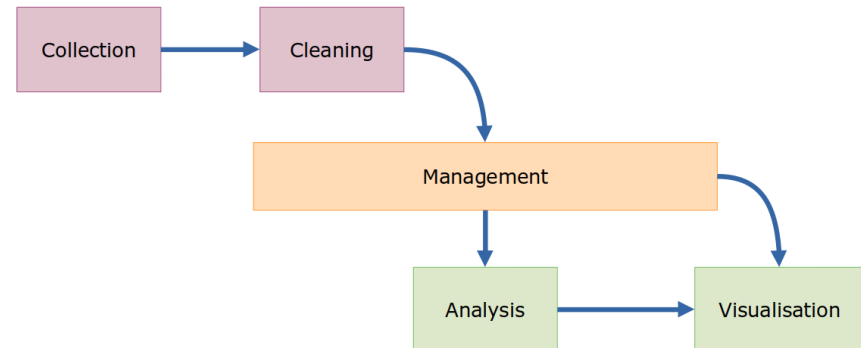 Collection
Cleaning
Management
Analysis
Visualisation